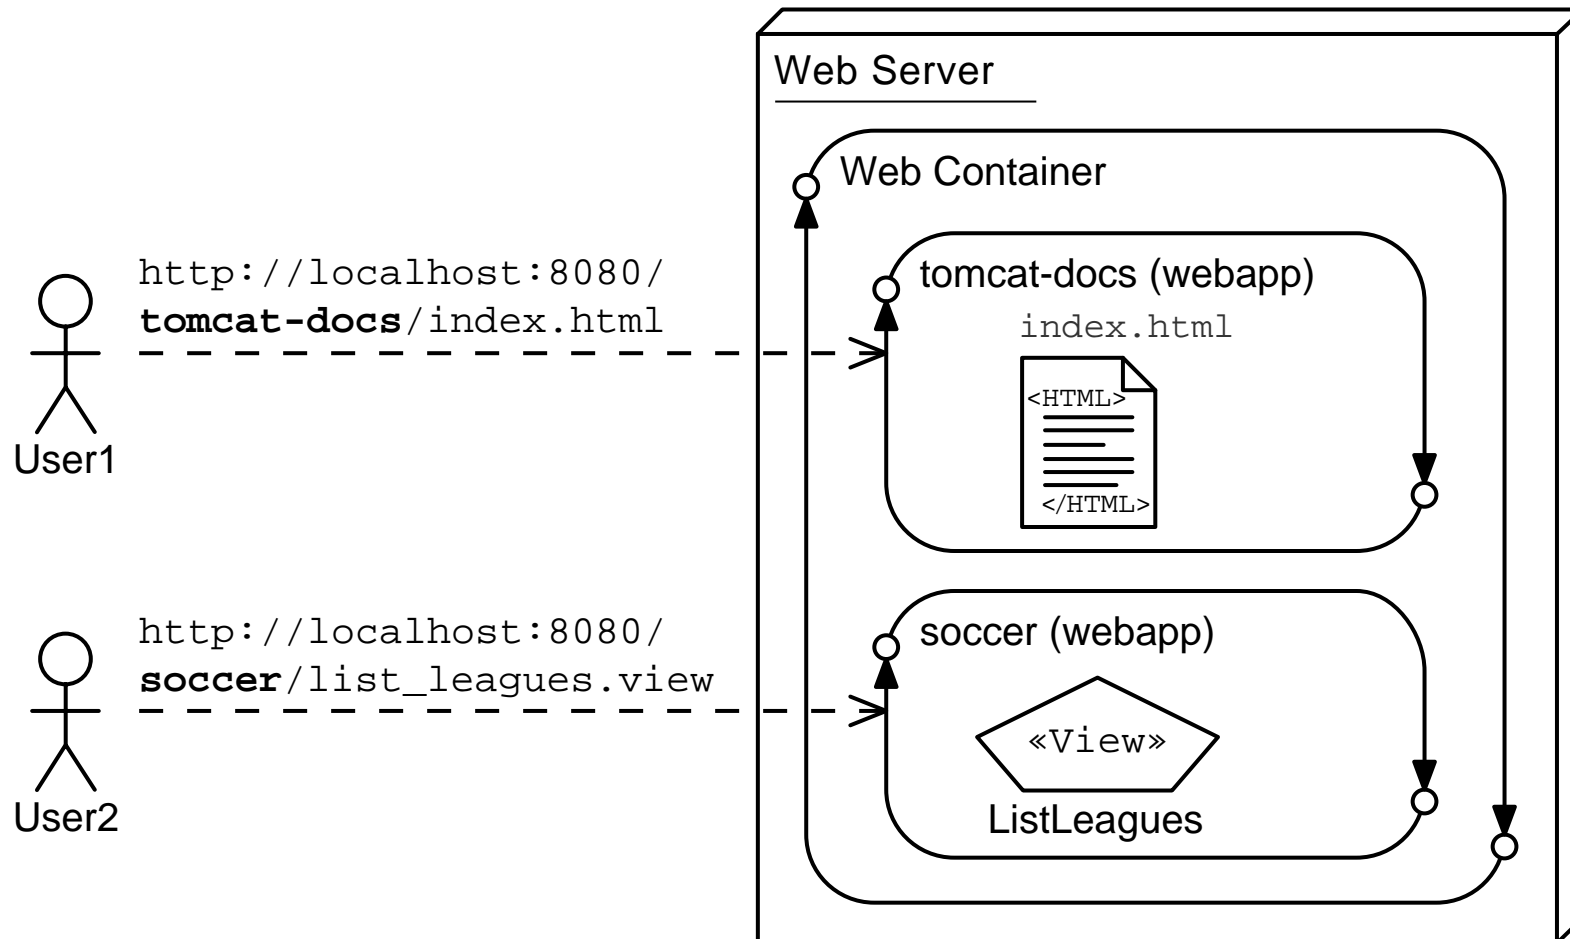 Web Server
Web Container
http://localhost:8080/
tomcat-docs/index.html
User1
tomcat-docs (webapp)
index.html
<HTML>
</HTML>
http://localhost:8080/
soccer/list_leagues.view
User2
soccer (webapp)
«View»
ListLeagues